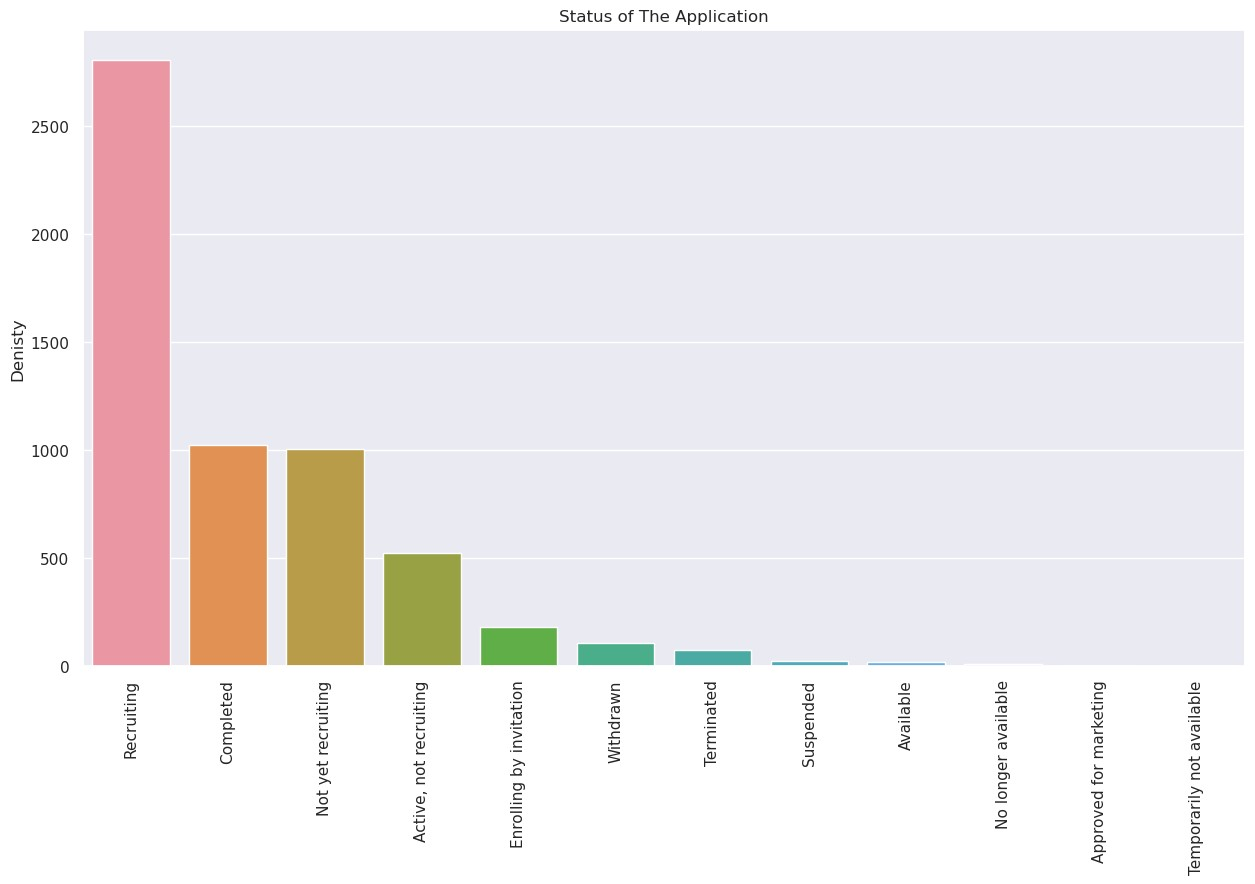 Status of The Application
2500
2000
1500
1000
500
0
Denisty
Recruiting
Completed
Not yet recruiting
Active, not recruiting
Enrolling by invitation
Withdrawn
Terminated
Suspended
Available
No longer available
Approved for marketing
Temporarily not available